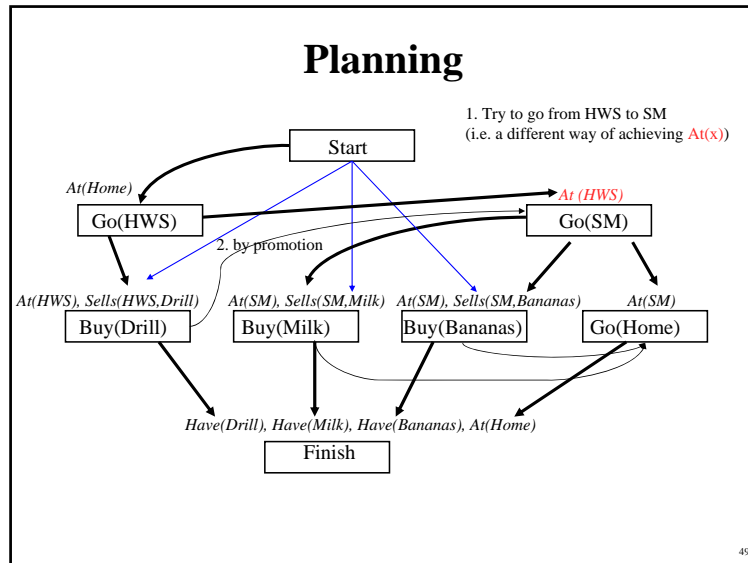 Planning
1. Try to go from HWS to SM
(i.e. a different way of achieving At(x))
Start
At(Home)
At (HWS)
Go(HWS)
Go(SM)
2. by promotion
At(HWS), Sells(HWS,Drill)
At(SM), Sells(SM,Milk)
At(SM), Sells(SM,Bananas)
At(SM)
Buy(Drill)
Buy(Milk)
Buy(Bananas)
Go(Home)
Have(Drill), Have(Milk), Have(Bananas), At(Home)
Finish
49